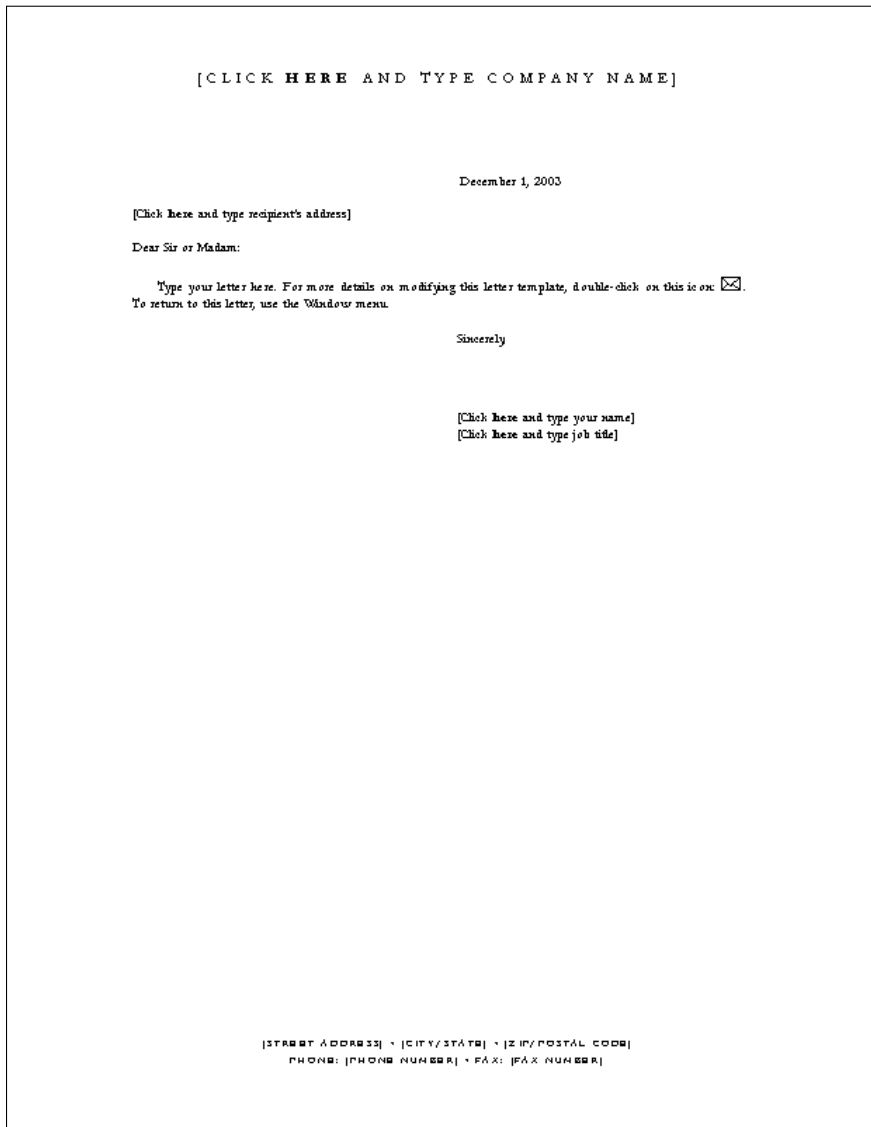 [CLICK HERE AND TYPE COMPANY NAME]
December 1, 2003
[Click here and type recipient's address]
Dear Sir or Madam:
Type your letter here. For more details on modifying this letter template, double-click on this icon: .
To return to this letter, use the Window menu.
Sincerely
[Click here and type your name]
[Click here and type job title]
[STREET ADDRESS] • [CITY/STATE] • [ZIP/POSTAL CODE]
PHONE: [PHONE NUMBER] • FAX: [FAX NUMBER]